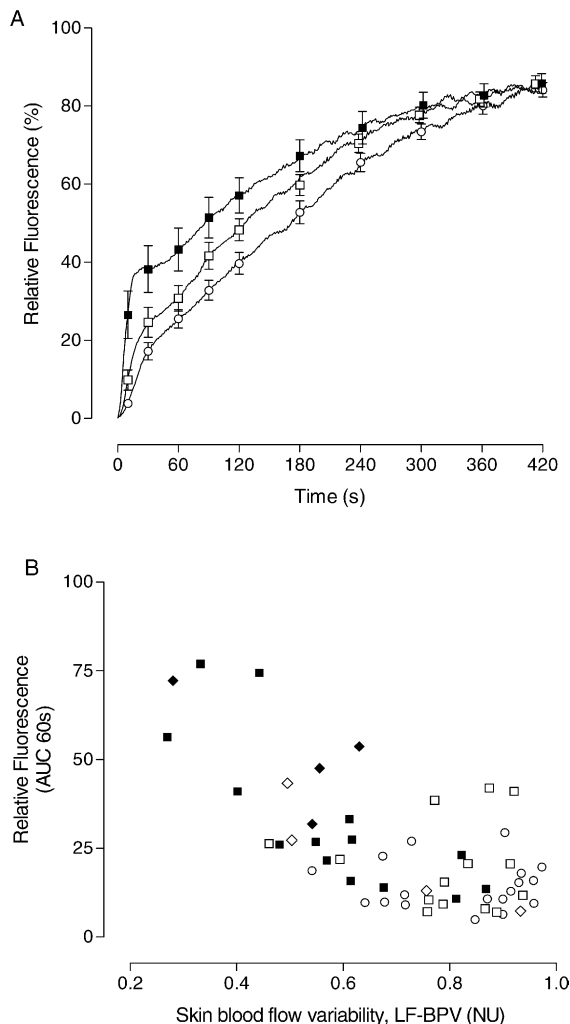 A
100
80
60
40
20
0
Relative Fluorescence (%)
0 60 120 180 240 300 360 420
Time (s)
B
100
75
50
25
0
Relative Fluorescence
(AUC 60s)
0.2 0.4 0.6 0.8 1.0
Skin blood flow variability, LF-BPV (NU)